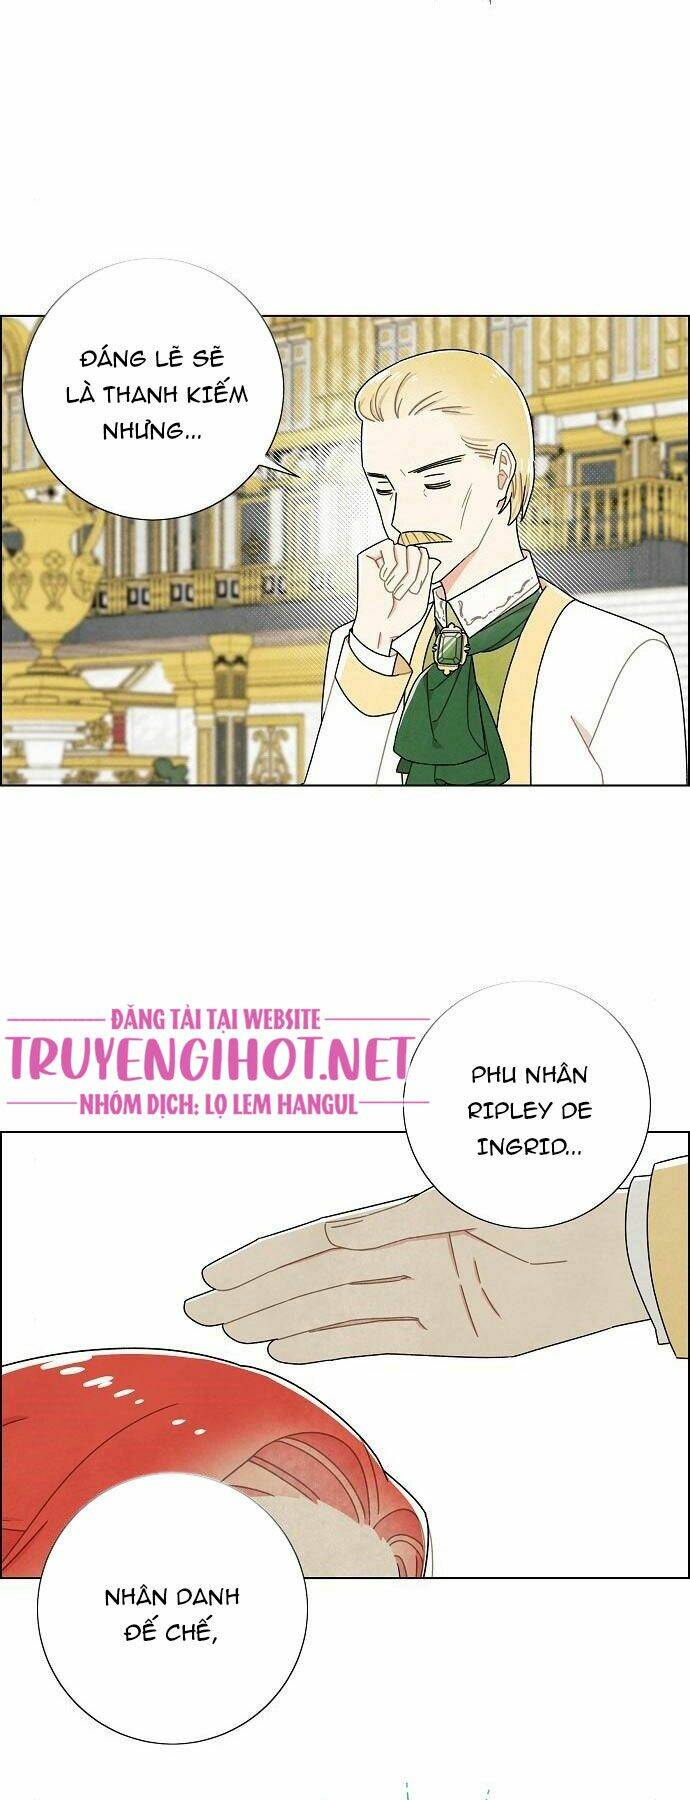 ĐÁNG LẼ SẼ
LÀ THANH KIẾM
NHƯNG...
ĐĂNG TẢI TẠI WEBSITE
TRUYENGIHOT.NET
NHÓM DỊCH: LỌ LEM HANGUL
PHU NHÂN
RIPLEY DE
INGRID...
NHÂN DANH
ĐẾ CHẾ,